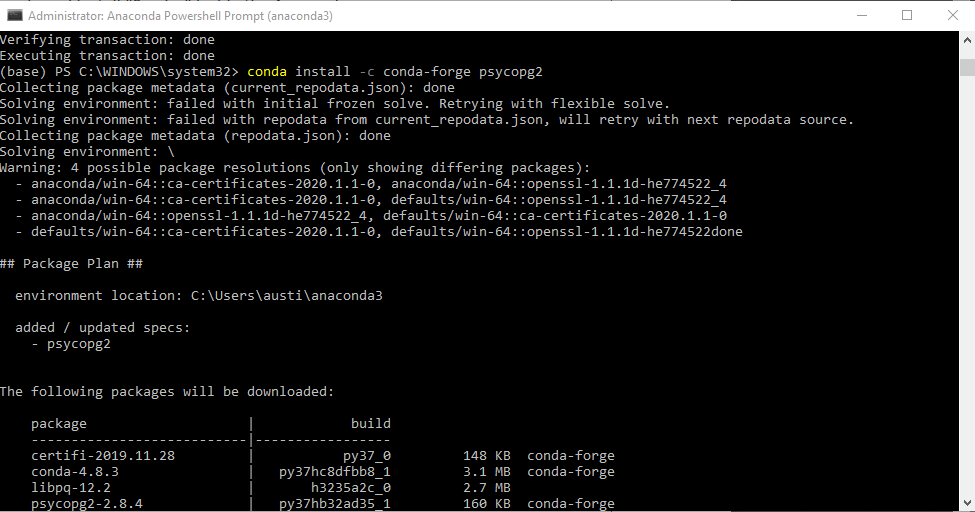 Administrator: Anaconda Powershell Prompt (anaconda3)
Verifying transaction: done
Executing transaction: done
(base) PS C:\WINDOWS\system32> conda install -c conda-forge psycopg2
Collecting package metadata (current_repodata.json): done
Solving environment: failed with initial frozen solve. Retrying with flexible solve.
Solving environment: failed with repodata from current_repodata.json, will retry with next repodata source.
Collecting package metadata (repodata.json): done
Solving environment: \
Warning: 4 possible package resolutions (only showing differing packages):
  - anaconda/win-64::ca-certificates-2020.1.1-0, anaconda/win-64::openssl-1.1.1d-he774522_4
  - anaconda/win-64::ca-certificates-2020.1.1-0, defaults/win-64::openssl-1.1.1d-he774522_4
  - anaconda/win-64::openssl-1.1.1d-he774522_4, defaults/win-64::ca-certificates-2020.1.1-0
  - defaults/win-64::ca-certificates-2020.1.1-0, defaults/win-64::openssl-1.1.1d-he774522done
## Package Plan ##
  environment location: C:\Users\austi\anaconda3
  added / updated specs:
    - psycopg2
The following packages will be downloaded:
    package                    |            build
    ---------------------------|-----------------
    certifi-2019.11.28         |           py37_0         148 KB  conda-forge
    conda-4.8.3                |   py37hc8dfbb8_1         3.1 MB  conda-forge
    libpq-12.2                 |       h3235a2c_0         2.7 MB
    psycopg2-2.8.4             |   py37hb32ad35_1         160 KB  conda-forge